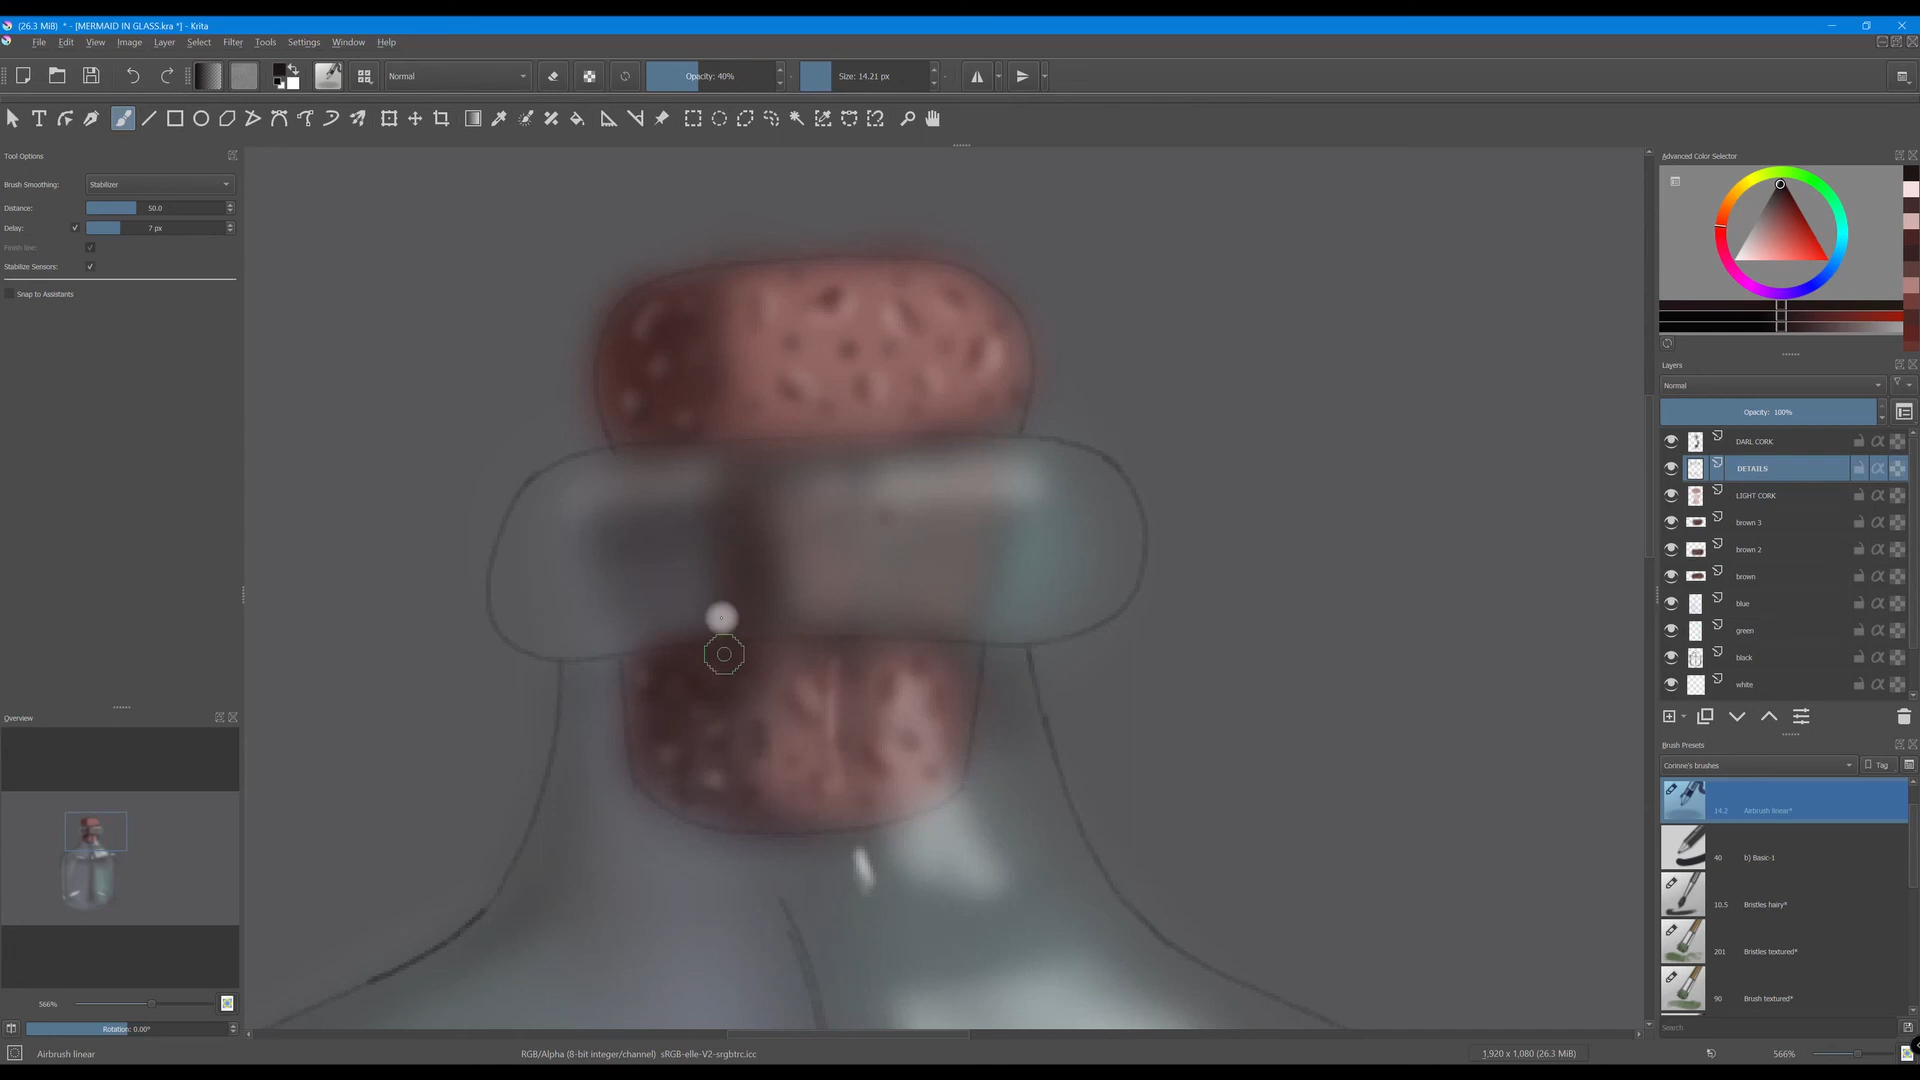 (26.3 MiB) * - [MERMAID IN GLASS.kra *] - Krita
File Edit View Image Layer Select Filter Tools Settings Window Help
Normal
Opacity: 40%
Size: 14.21 px
Tool Options
Brush Smoothing:
Stabilizer
Distance:
50.0
Delay:
7 px
Finish line:
Stabilize Sensors:
Snap to Assistants
Overview
566%
Rotation: 0.00°
Airbrush linear
RGB/Alpha (8-bit integer/channel) sRGB-elle-V2-srgbtrc.icc
1,920 x 1,080 (26.3 MiB)
566%
Advanced Color Selector
Layers
Normal
Opacity: 100%
DARL CORK
DETAILS
LIGHT CORK
brown 3
brown 2
brown
blue
green
black
white
Brush Presets
Corinne's brushes
Tag
14.2 Airbrush linear*
40 b) Basic-1
10.5 Bristles hairy*
201 Bristles textured*
90 Brush textured*
Search